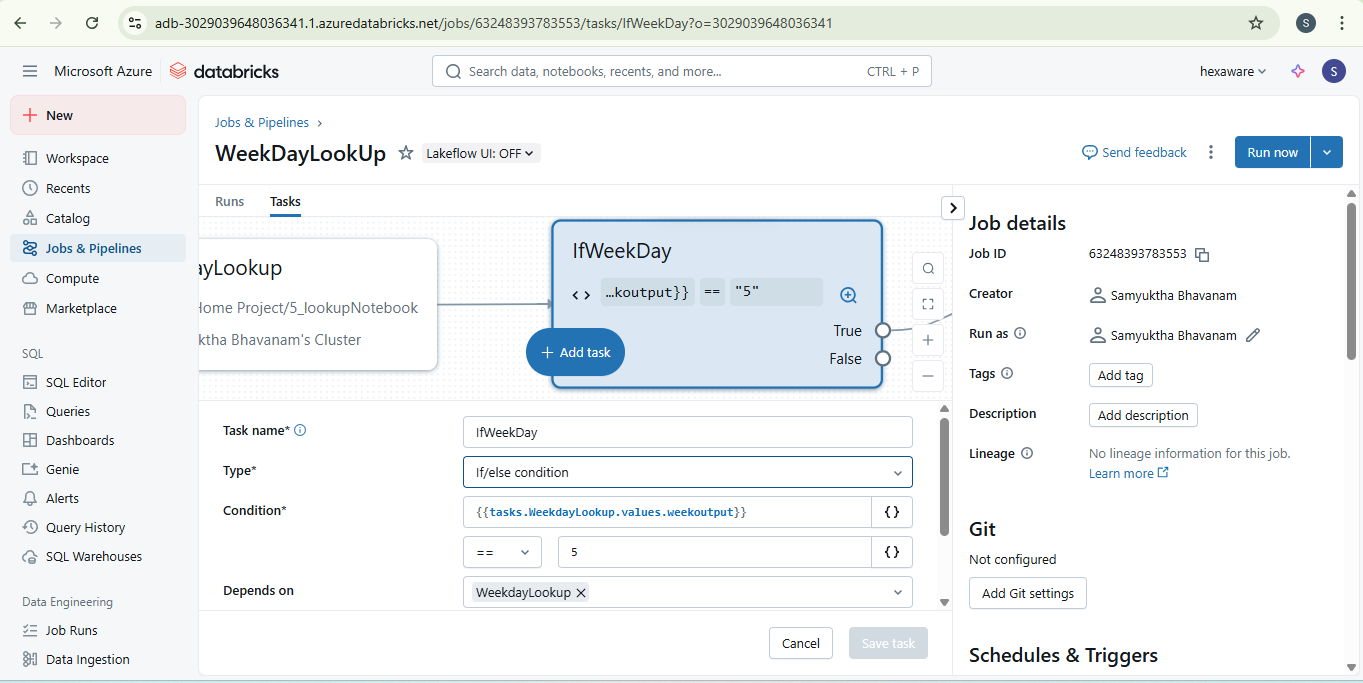 adb-3029039648036341.1.azuredatabricks.net/jobs/63248393783553/tasks/IfWeekDay?o=3029039648036341
S
Microsoft Azure
databricks
Search data, notebooks, recents, and more...
CTRL + P
hexaware
S
New
Workspace
Recents
Catalog
Jobs & Pipelines
Compute
Marketplace
SQL
SQL Editor
Queries
Dashboards
Genie
Alerts
Query History
SQL Warehouses
Data Engineering
Job Runs
Data Ingestion
Jobs & Pipelines
WeekDayLookUp
Lakeflow UI: OFF
Send feedback
Run now
Runs
Tasks
ayLookup
Home Project/5_lookupNotebook
ktha Bhavanam's Cluster
IfWeekDay
…koutput}} == "5"
True
False
+ Add task
Task name*
IfWeekDay
Type*
If/else condition
Condition*
{{tasks.WeekdayLookup.values.weekoutput}}
{}
==
5
{}
Depends on
WeekdayLookup
Cancel
Save task
Job details
Job ID
63248393783553
Creator
Samyuktha Bhavanam
Run as
Samyuktha Bhavanam
Tags
Add tag
Description
Add description
Lineage
No lineage information for this job.
Learn more
Git
Not configured
Add Git settings
Schedules & Triggers